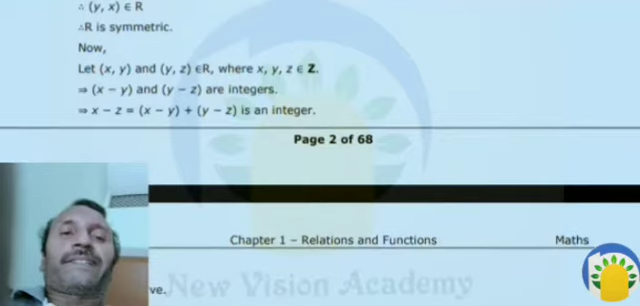 ∴ (y, x) ∈ R
∴R is symmetric.
Now,
Let (x, y) and (y, z) ∈R, where x, y, z ∈ Z.
⇒ (x − y) and (y − z) are integers.
⇒ x − z = (x − y) + (y − z) is an integer.
Page 2 of 68
Chapter 1 – Relations and Functions Maths
ve.
New Vision Academy